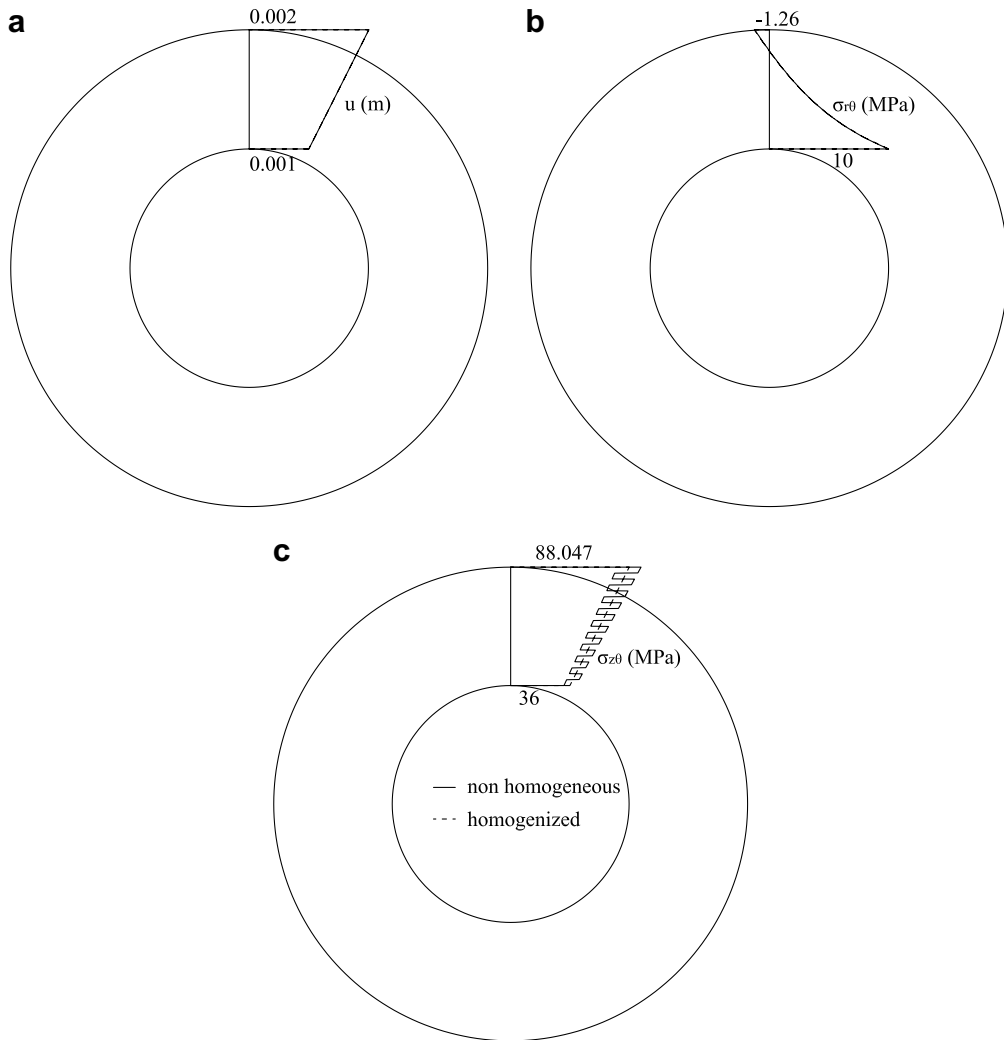 a
0.002
u (m)
0.001
b
-1.26
σrθ (MPa)
10
c
88.047
σzθ (MPa)
36
non homogeneous
homogenized